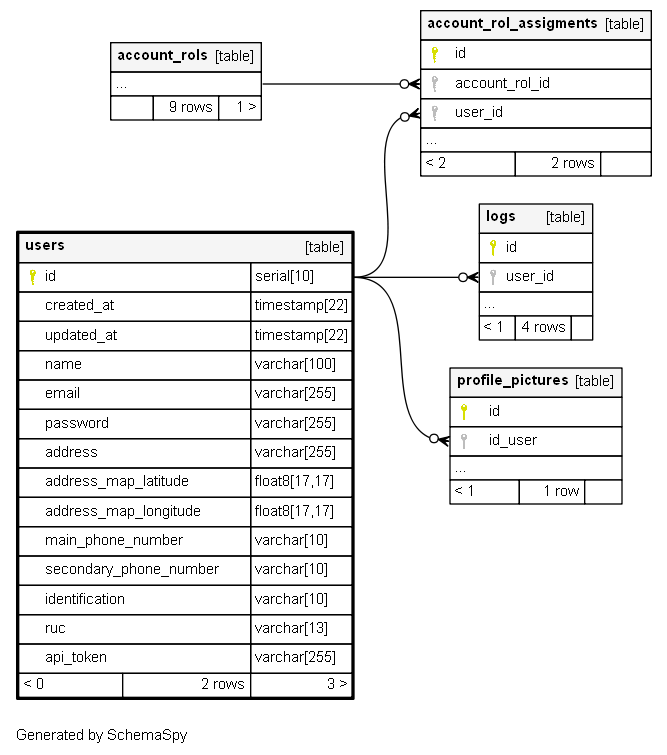 account_rol_assigments [table]
id
account_rol_id
user_id
...
< 2 2 rows
account_rols [table]
...
9 rows 1 >
logs [table]
id
user_id
...
< 1 4 rows
users [table]
id serial[10]
created_at timestamp[22]
updated_at timestamp[22]
name varchar[100]
email varchar[255]
password varchar[255]
address varchar[255]
address_map_latitude float8[17,17]
address_map_longitude float8[17,17]
main_phone_number varchar[10]
secondary_phone_number varchar[10]
identification varchar[10]
ruc varchar[13]
api_token varchar[255]
< 0 2 rows 3 >
profile_pictures [table]
id
id_user
...
< 1 1 row
Generated by SchemaSpy